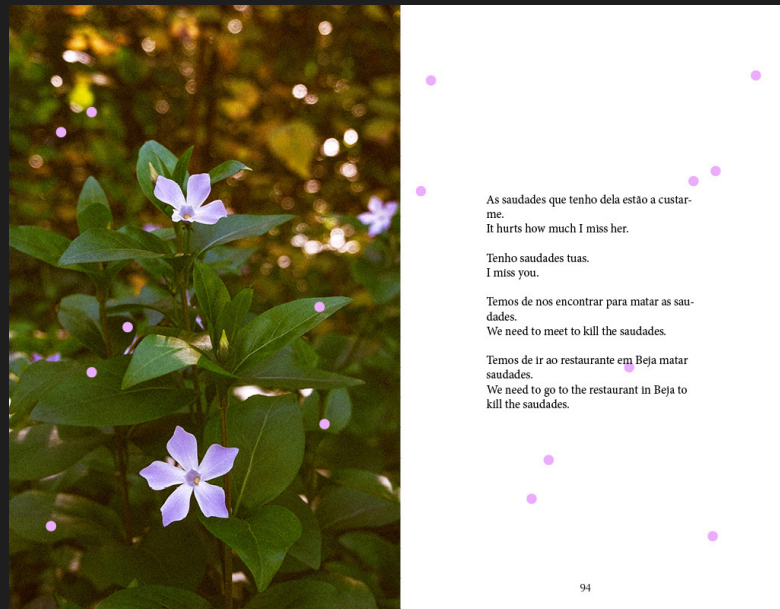 As saudades que tenho dela estão a custar-
me.
It hurts how much I miss her.
Tenho saudades tuas.
I miss you.
Temos de nos encontrar para matar as sau-
dades.
We need to meet to kill the saudades.
Temos de ir ao restaurante em Beja matar
saudades.
We need to go to the restaurant in Beja to
kill the saudades.
94